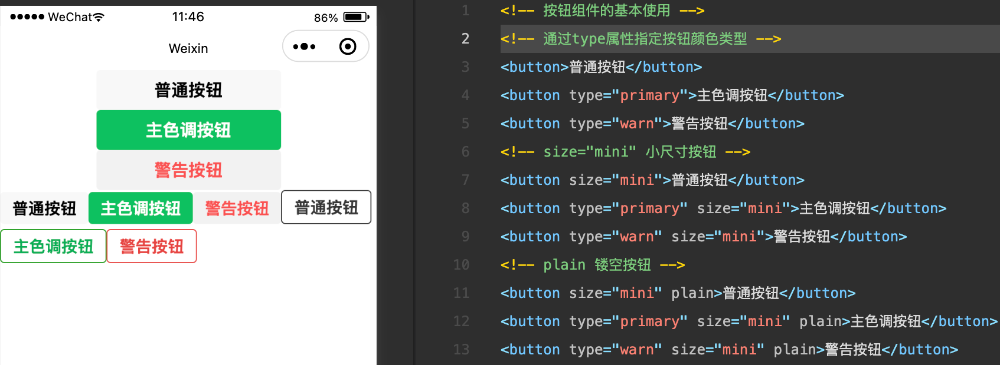 ●●●●● WeChat 11:46 86%
Weixin
普通按钮
主色调按钮
警告按钮
普通按钮 主色调按钮 警告按钮 普通按钮
主色调按钮 警告按钮
1 <!-- 按钮组件的基本使用 -->
2 <!-- 通过type属性指定按钮颜色类型 -->
3 <button>普通按钮</button>
4 <button type="primary">主色调按钮</button>
5 <button type="warn">警告按钮</button>
6 <!-- size="mini" 小尺寸按钮 -->
7 <button size="mini">普通按钮</button>
8 <button type="primary" size="mini">主色调按钮</button>
9 <button type="warn" size="mini">警告按钮</button>
10 <!-- plain 镂空按钮 -->
11 <button size="mini" plain>普通按钮</button>
12 <button type="primary" size="mini" plain>主色调按钮</button>
13 <button type="warn" size="mini" plain>警告按钮</button>